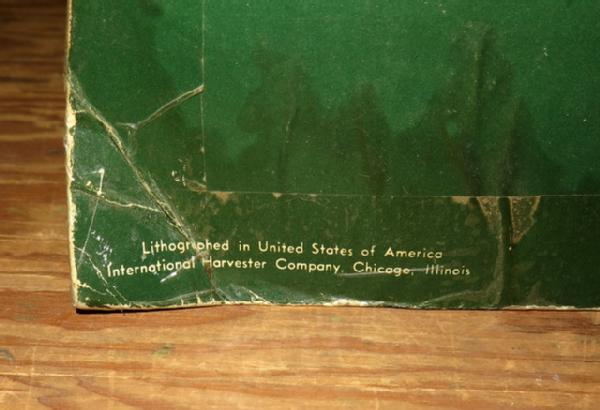 Lithographed in United States of America
International Harvester Company, Chicago, Illinois